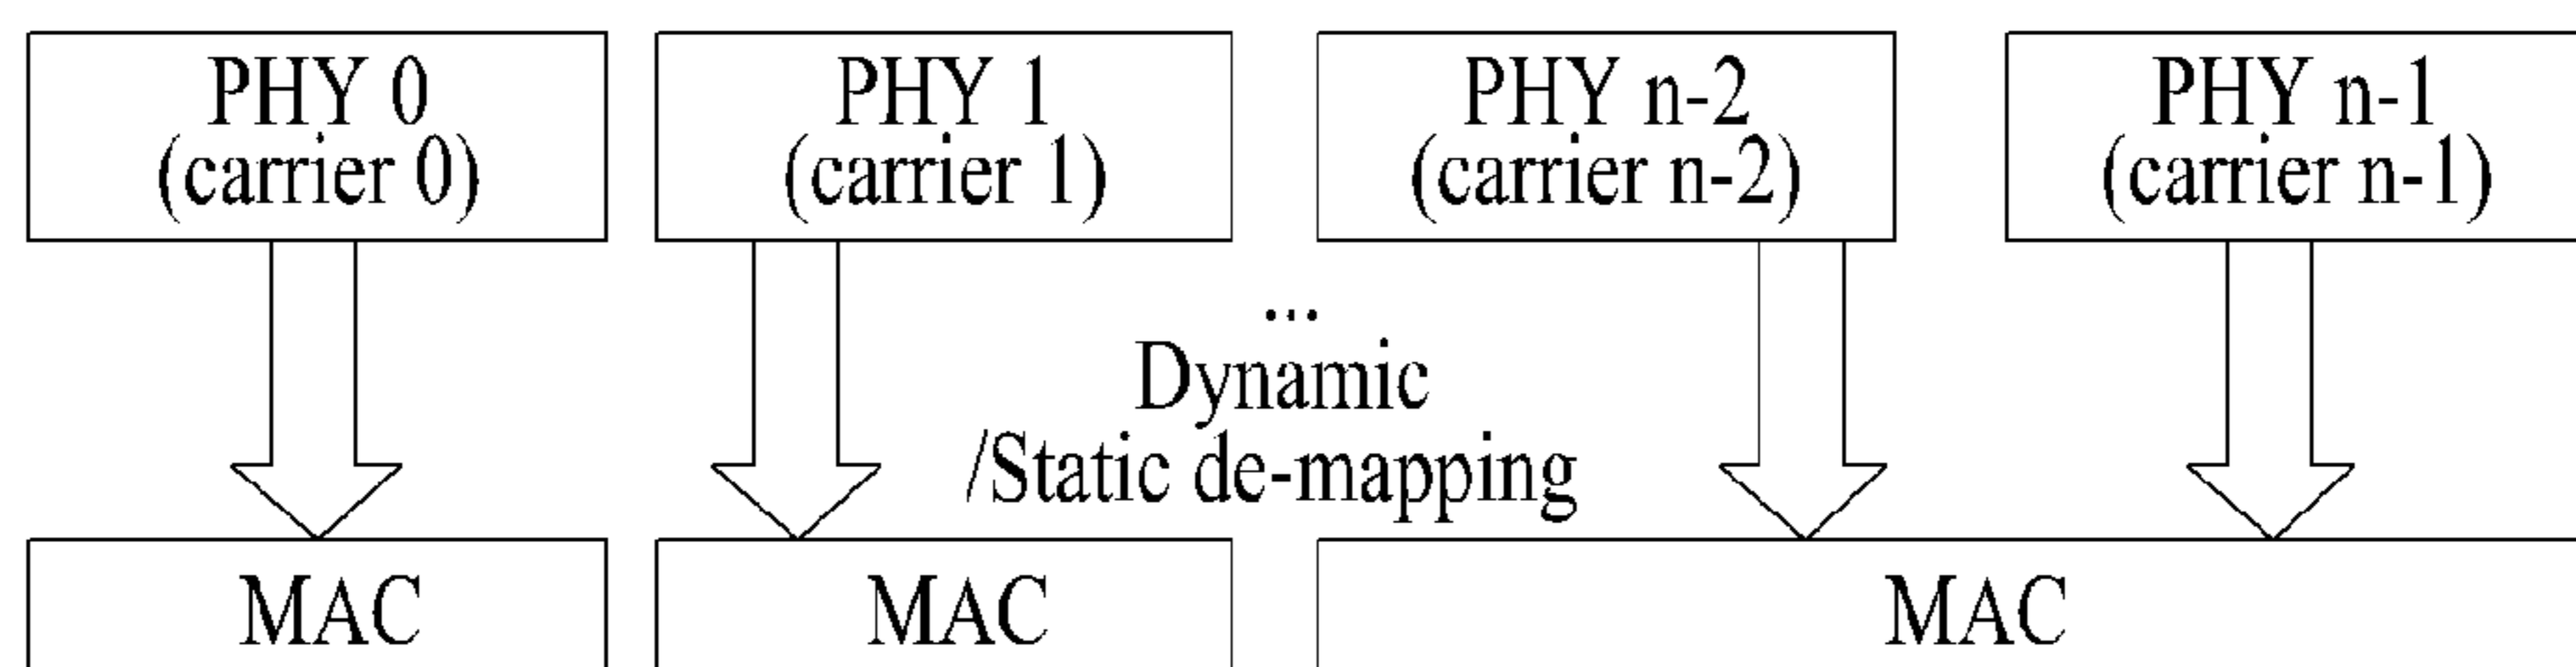 PHY 0
(carrier 0)
PHY 1
(carrier 1)
PHY n-2
(carrier n-2)
PHY n-1
(carrier n-1)
...
Dynamic
/Static de-mapping
MAC
MAC
MAC